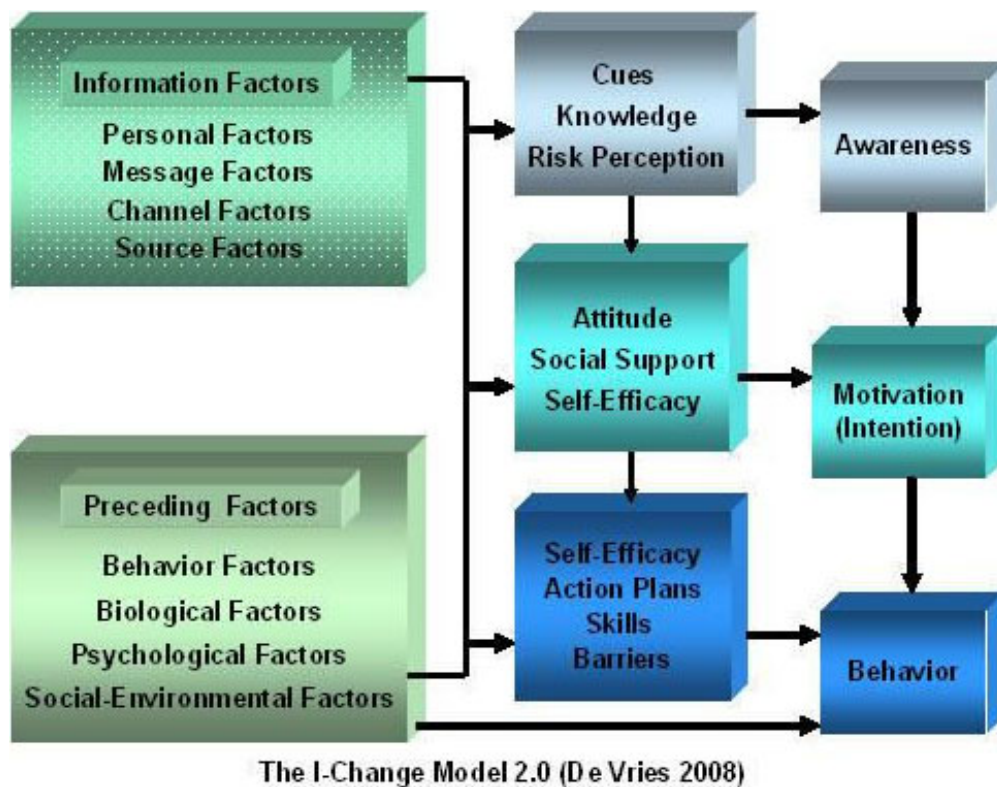 Information Factors
Personal Factors
Message Factors
Channel Factors
Source Factors
Preceding Factors
Behavior Factors
Biological Factors
Psychological Factors
Social-Environmental Factors
Cues
Knowledge
Risk Perception
Attitude
Social Support
Self-Efficacy
Self-Efficacy
Action Plans
Skills
Barriers
Awareness
Motivation
(Intention)
Behavior
The I-Change Model 2.0 (De Vries 2008)